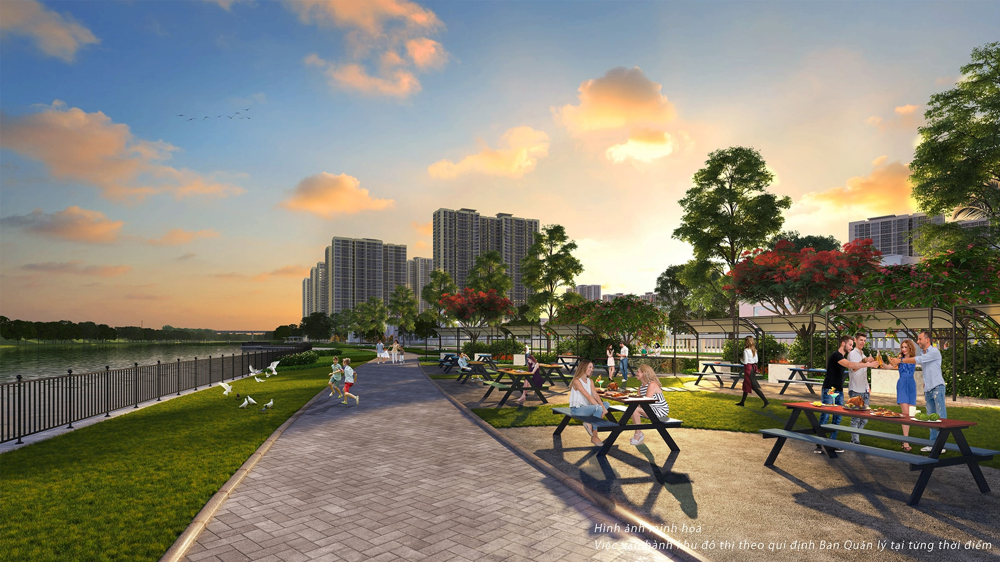 Hình ảnh minh họa
Việc vận hành khu đô thị theo qui định Ban Quản lý tại từng thời điểm